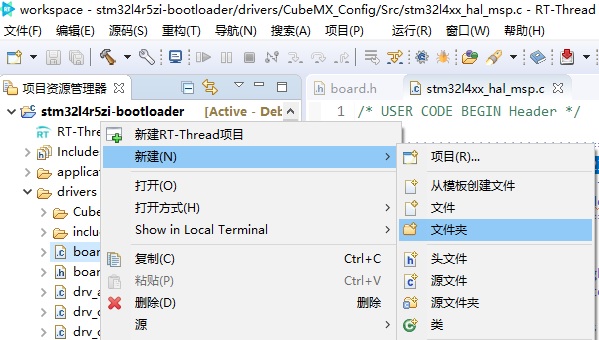 workspace - stm32l4r5zi-bootloader/drivers/CubeMX_Config/Src/stm32l4xx_hal_msp.c - RT-Thread
文件(F) 编辑(E) 源码(S) 重构(T) 导航(N) 搜索(A) 项目(P) 运行(R) 窗口(W) 帮助(H)
项目资源管理器
board.h
stm32l4xx_hal_msp.c
stm32l4r5zi-bootloader [Active - Deb
1 /* USER CODE BEGIN Header */
RT-Thre
新建RT-Thread项目
Include
新建(N)
项目(R)...
applicat
drivers
打开(O)
从模板创建文件
Cube
打开方式(H)
文件
includ
Show in Local Terminal
文件夹
boar
复制(C) Ctrl+C
头文件
boar
粘贴(P) Ctrl+V
源文件
drv_a
删除(D) 删除
源文件夹
drv_c
源
类
drv_c